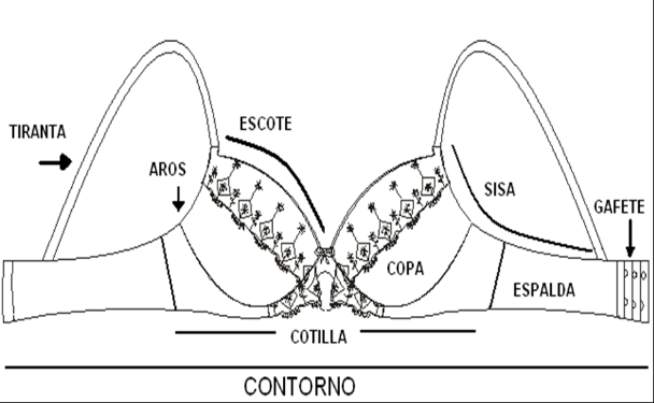 ESCOTE
TIRANTA
AROS
SISA
GAFETE
COPA
ESPALDA
COTILLA
CONTORNO